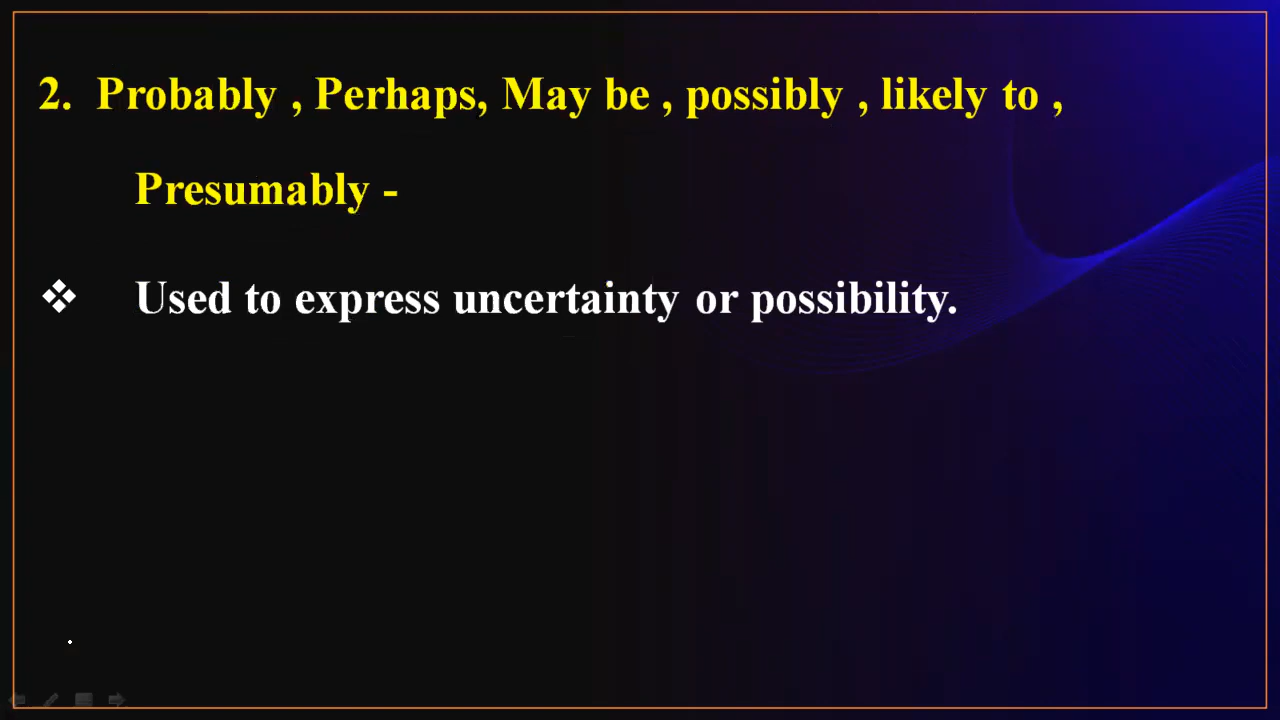 2. Probably , Perhaps, May be , possibly , likely to ,
Presumably -
❖ Used to express uncertainty or possibility.